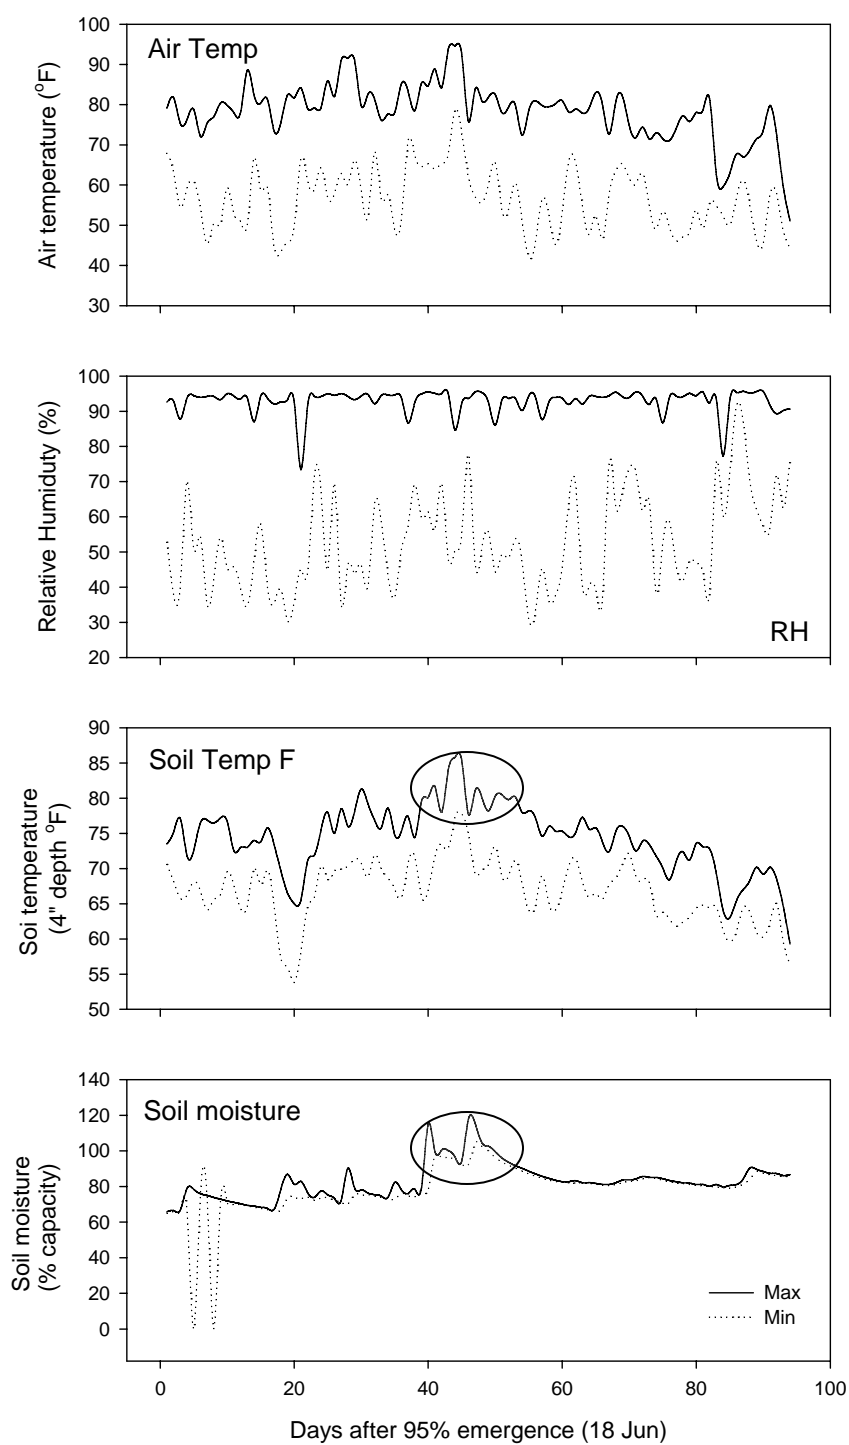 Air Temp
Air temperature (°F)
100
90
80
70
60
50
40
30
RH
Relative Humiduty (%)
100
90
80
70
60
50
40
30
20
Soil Temp F
Soi temperature
(4" depth °F)
90
85
80
75
70
65
60
55
50
Soil moisture
Soil moisture
(% capacity)
140
120
100
80
60
40
20
0
Max
Min
0 20 40 60 80 100
Days after 95% emergence (18 Jun)